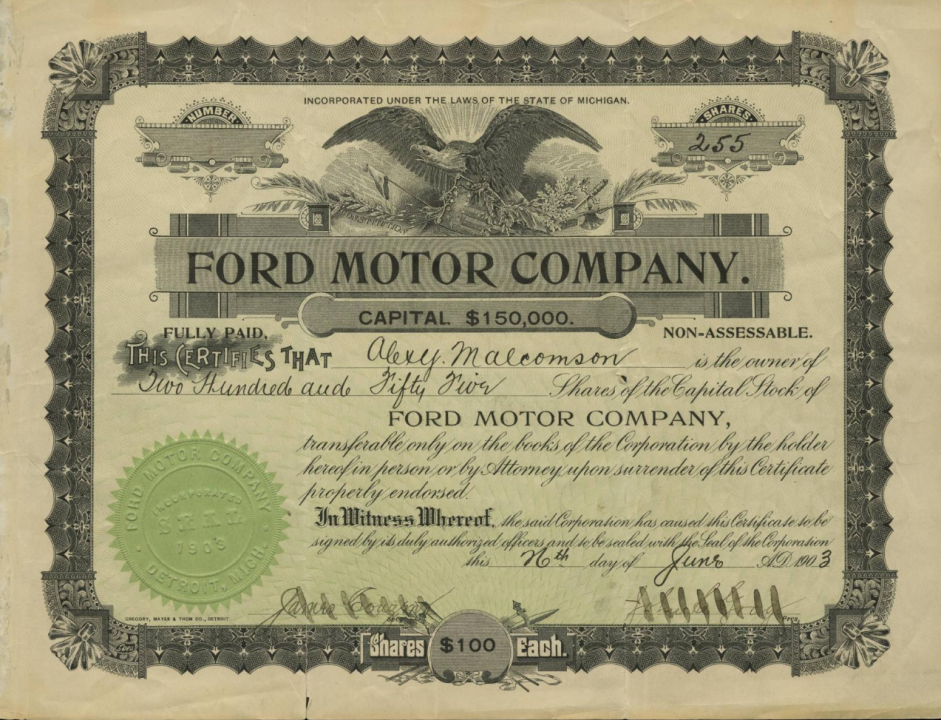 INCORPORATED UNDER THE LAWS OF THE STATE OF MICHIGAN.
NUMBER
SHARES
255
FORD MOTOR COMPANY.
CAPITAL $150,000.
FULLY PAID.
NON-ASSESSABLE.
THIS CERTIFIES THAT Alex y. Malcomson is the owner of
Two Hundred and Fifty Five Shares of the Capital Stock of
FORD MOTOR COMPANY,
transferable only on the books of the Corporation by the holder
hereof in person or by Attorney upon surrender of this Certificate
properly endorsed.
In Witness Whereof, the said Corporation has caused this Certificate to be
signed by its duly authorized officers and to be sealed with the Seal of the Corporation
this 26th day of June A.D. 1903
FORD MOTOR COMPANY
INCORPORATED
SEAL
1903
DETROIT, MICH.
James Couzens
GREGORY, MAYER & THOM CO., DETROIT
Shares $100 Each.